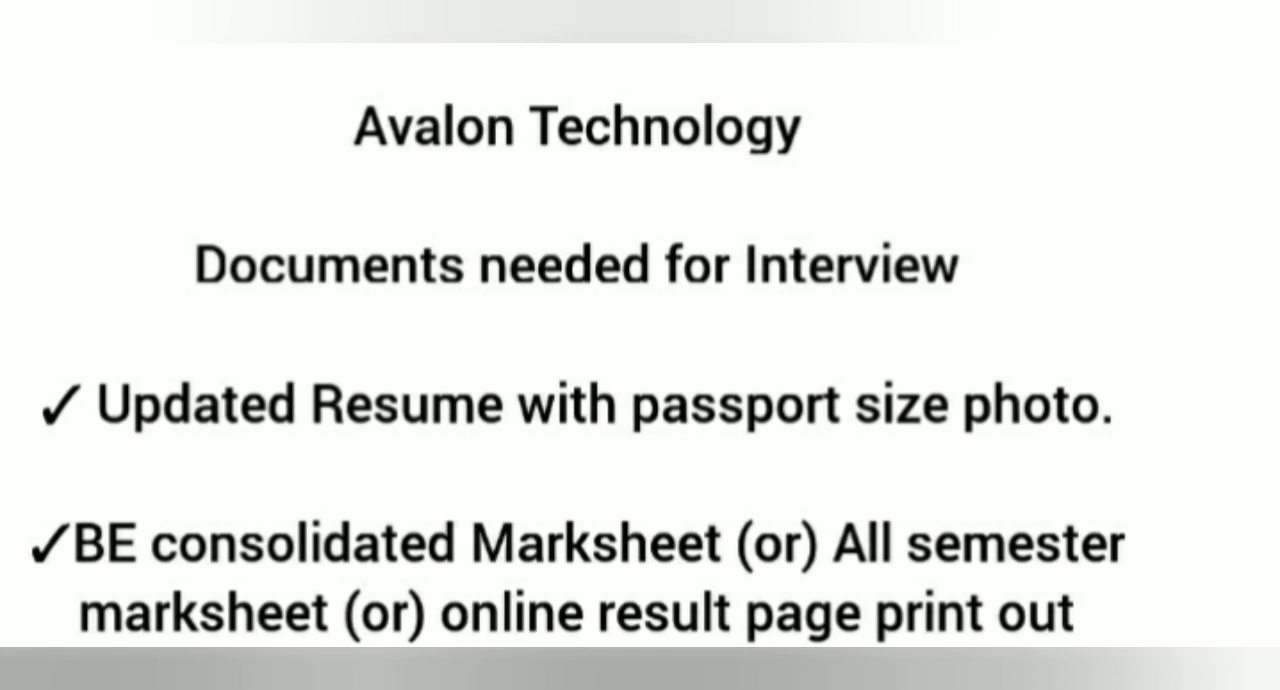 Avalon Technology
Documents needed for Interview
✓ Updated Resume with passport size photo.
✓BE consolidated Marksheet (or) All semester
marksheet (or) online result page print out